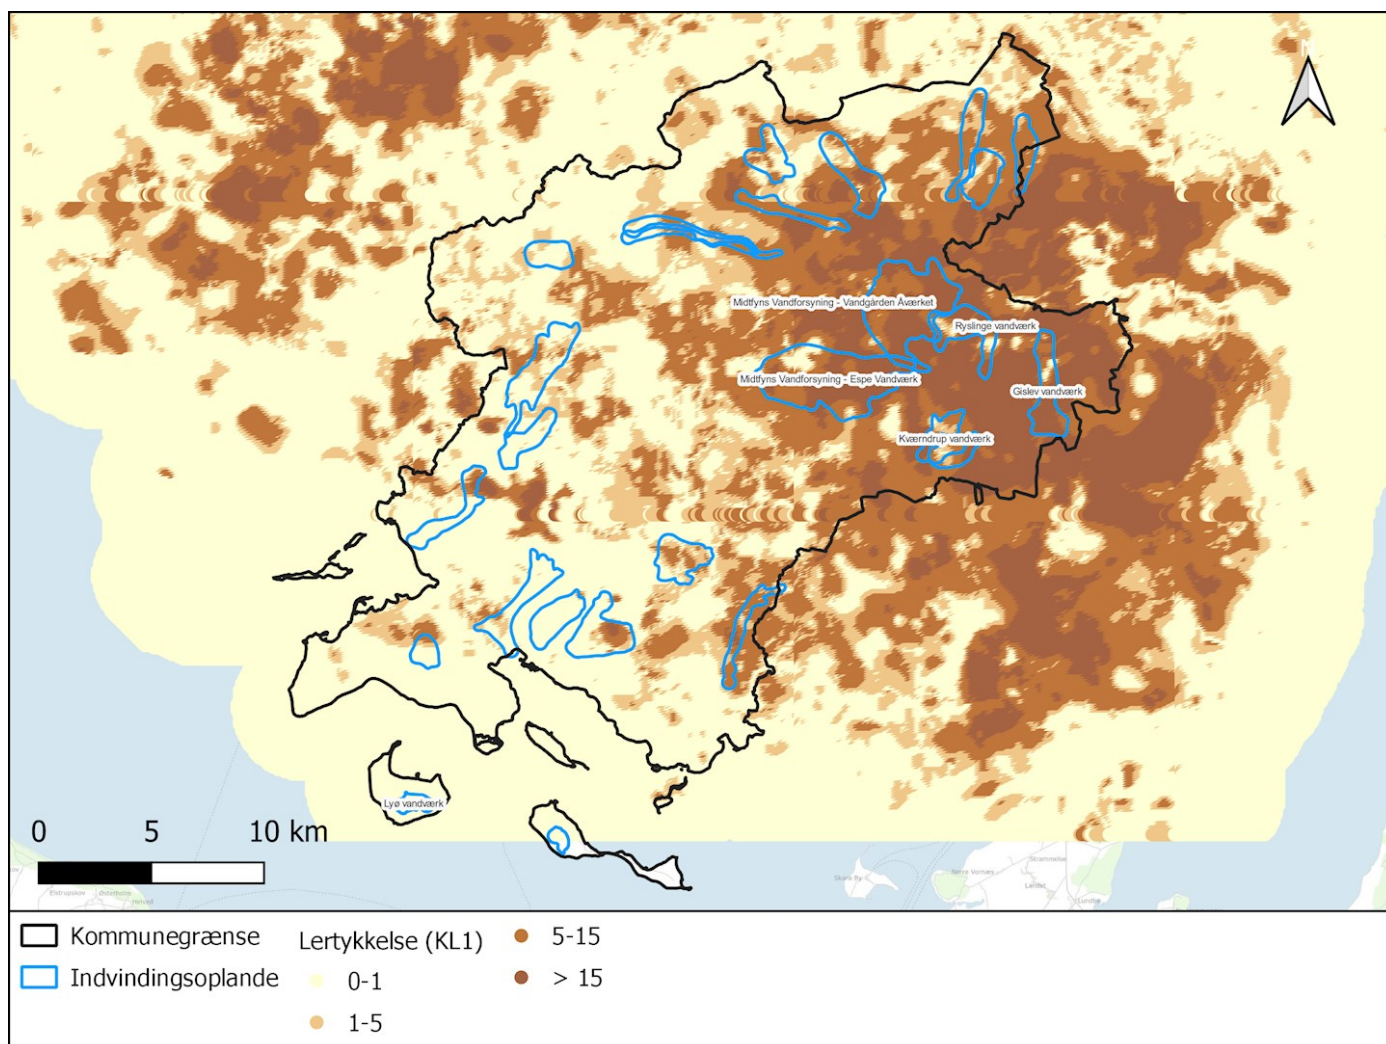 Midtfyns Vandforsyning - Vandgården Åværket
Ryslinge vandværk
Midtfyns Vandforsyning - Espe Vandværk
Gislev vandværk
Kværndrup vandværk
Lyø vandværk
0 5 10 km
Kommunegrænse
Indvindingsoplande
Lertykkelse (KL1)
0-1
1-5
5-15
> 15